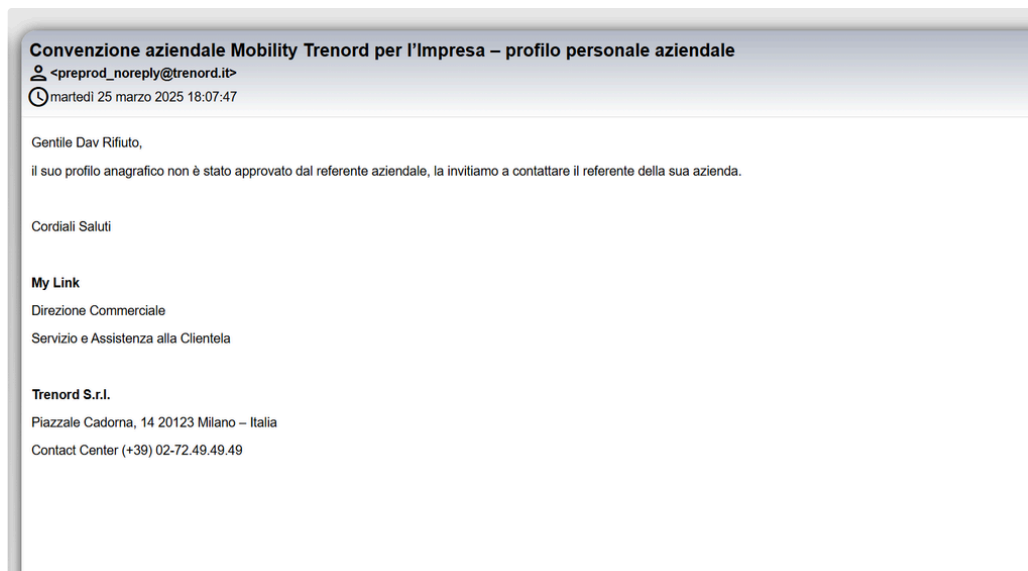 Convenzione aziendale Mobility Trenord per l’Impresa – profilo personale aziendale
<preprod_noreply@trenord.it>
martedì 25 marzo 2025 18:07:47
Gentile Dav Rifiuto,
il suo profilo anagrafico non è stato approvato dal referente aziendale, la invitiamo a contattare il referente della sua azienda.
Cordiali Saluti
My Link
Direzione Commerciale
Servizio e Assistenza alla Clientela
Trenord S.r.l.
Piazzale Cadorna, 14 20123 Milano – Italia
Contact Center (+39) 02-72.49.49.49